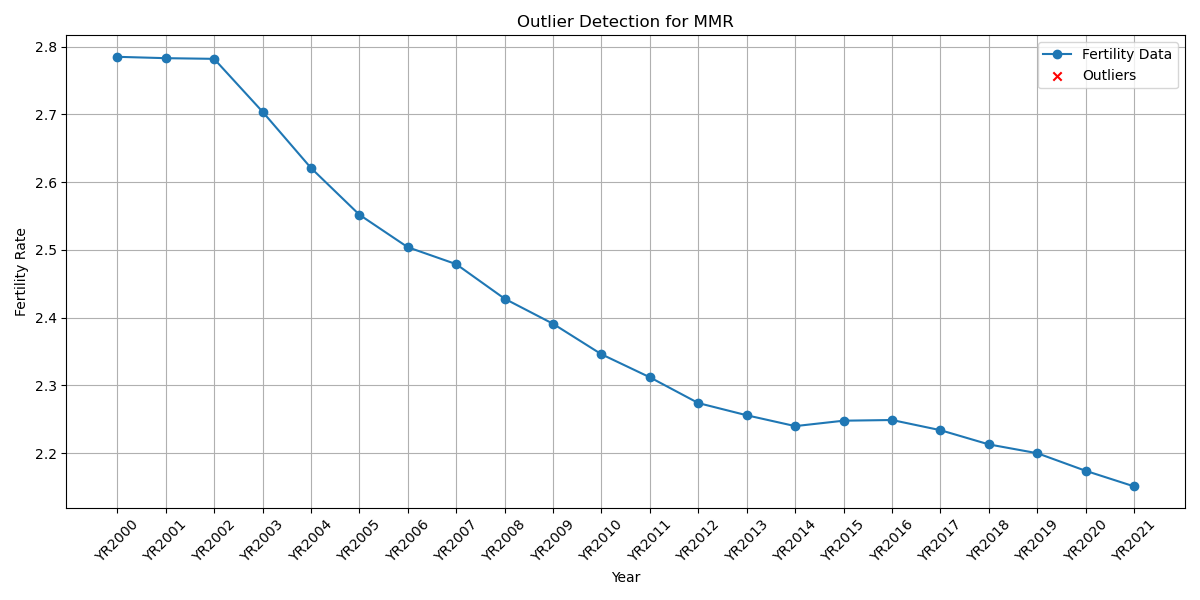 Outlier Detection for MMR
Fertility Data
Outliers
Fertility Rate
2.8
2.7
2.6
2.5
2.4
2.3
2.2
YR2000
YR2001
YR2002
YR2003
YR2004
YR2005
YR2006
YR2007
YR2008
YR2009
YR2010
YR2011
YR2012
YR2013
YR2014
YR2015
YR2016
YR2017
YR2018
YR2019
YR2020
YR2021
Year